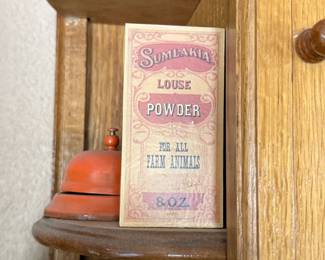 SUMLAKIA
LOUSE
POWDER
FOR ALL
FARM ANIMALS
8 OZ.